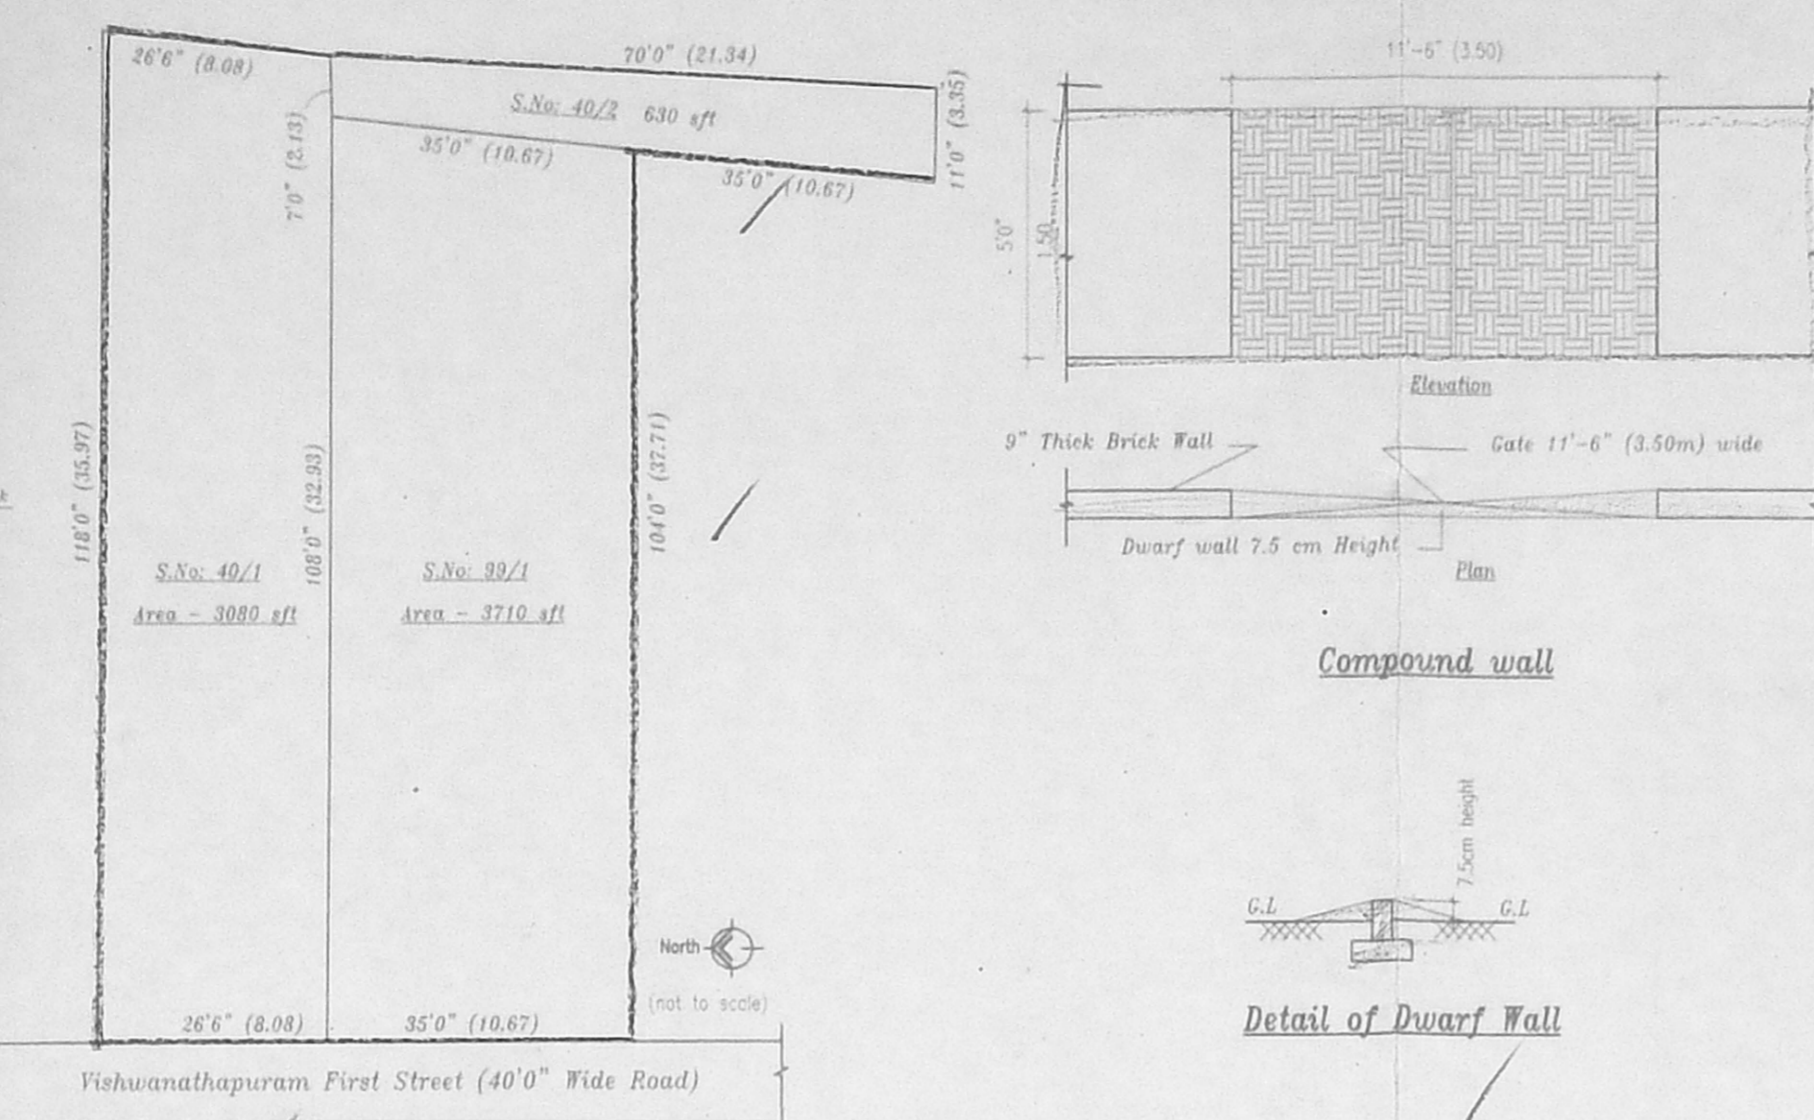 26'6" (8.08)
70'0" (21.34)
S.No: 40/2 630 sft
7'0" (2.13)
35'0" (10.67)
35'0" (10.67)
11'0" (3.35)
118'0" (35.97)
108'0" (32.93)
104'0" (37.71)
S.No: 40/1
Area - 3080 sft
S.No: 99/1
Area - 3710 sft
North
(not to scale)
26'6" (8.08)
35'0" (10.67)
Vishwanathapuram First Street (40'0" Wide Road)
11'-6" (3.50)
5'0"
1.50
Elevation
9" Thick Brick Wall
Gate 11'-6" (3.50m) wide
Dwarf wall 7.5 cm Height
Plan
Compound wall
7.5cm height
G.L
G.L
Detail of Dwarf Wall